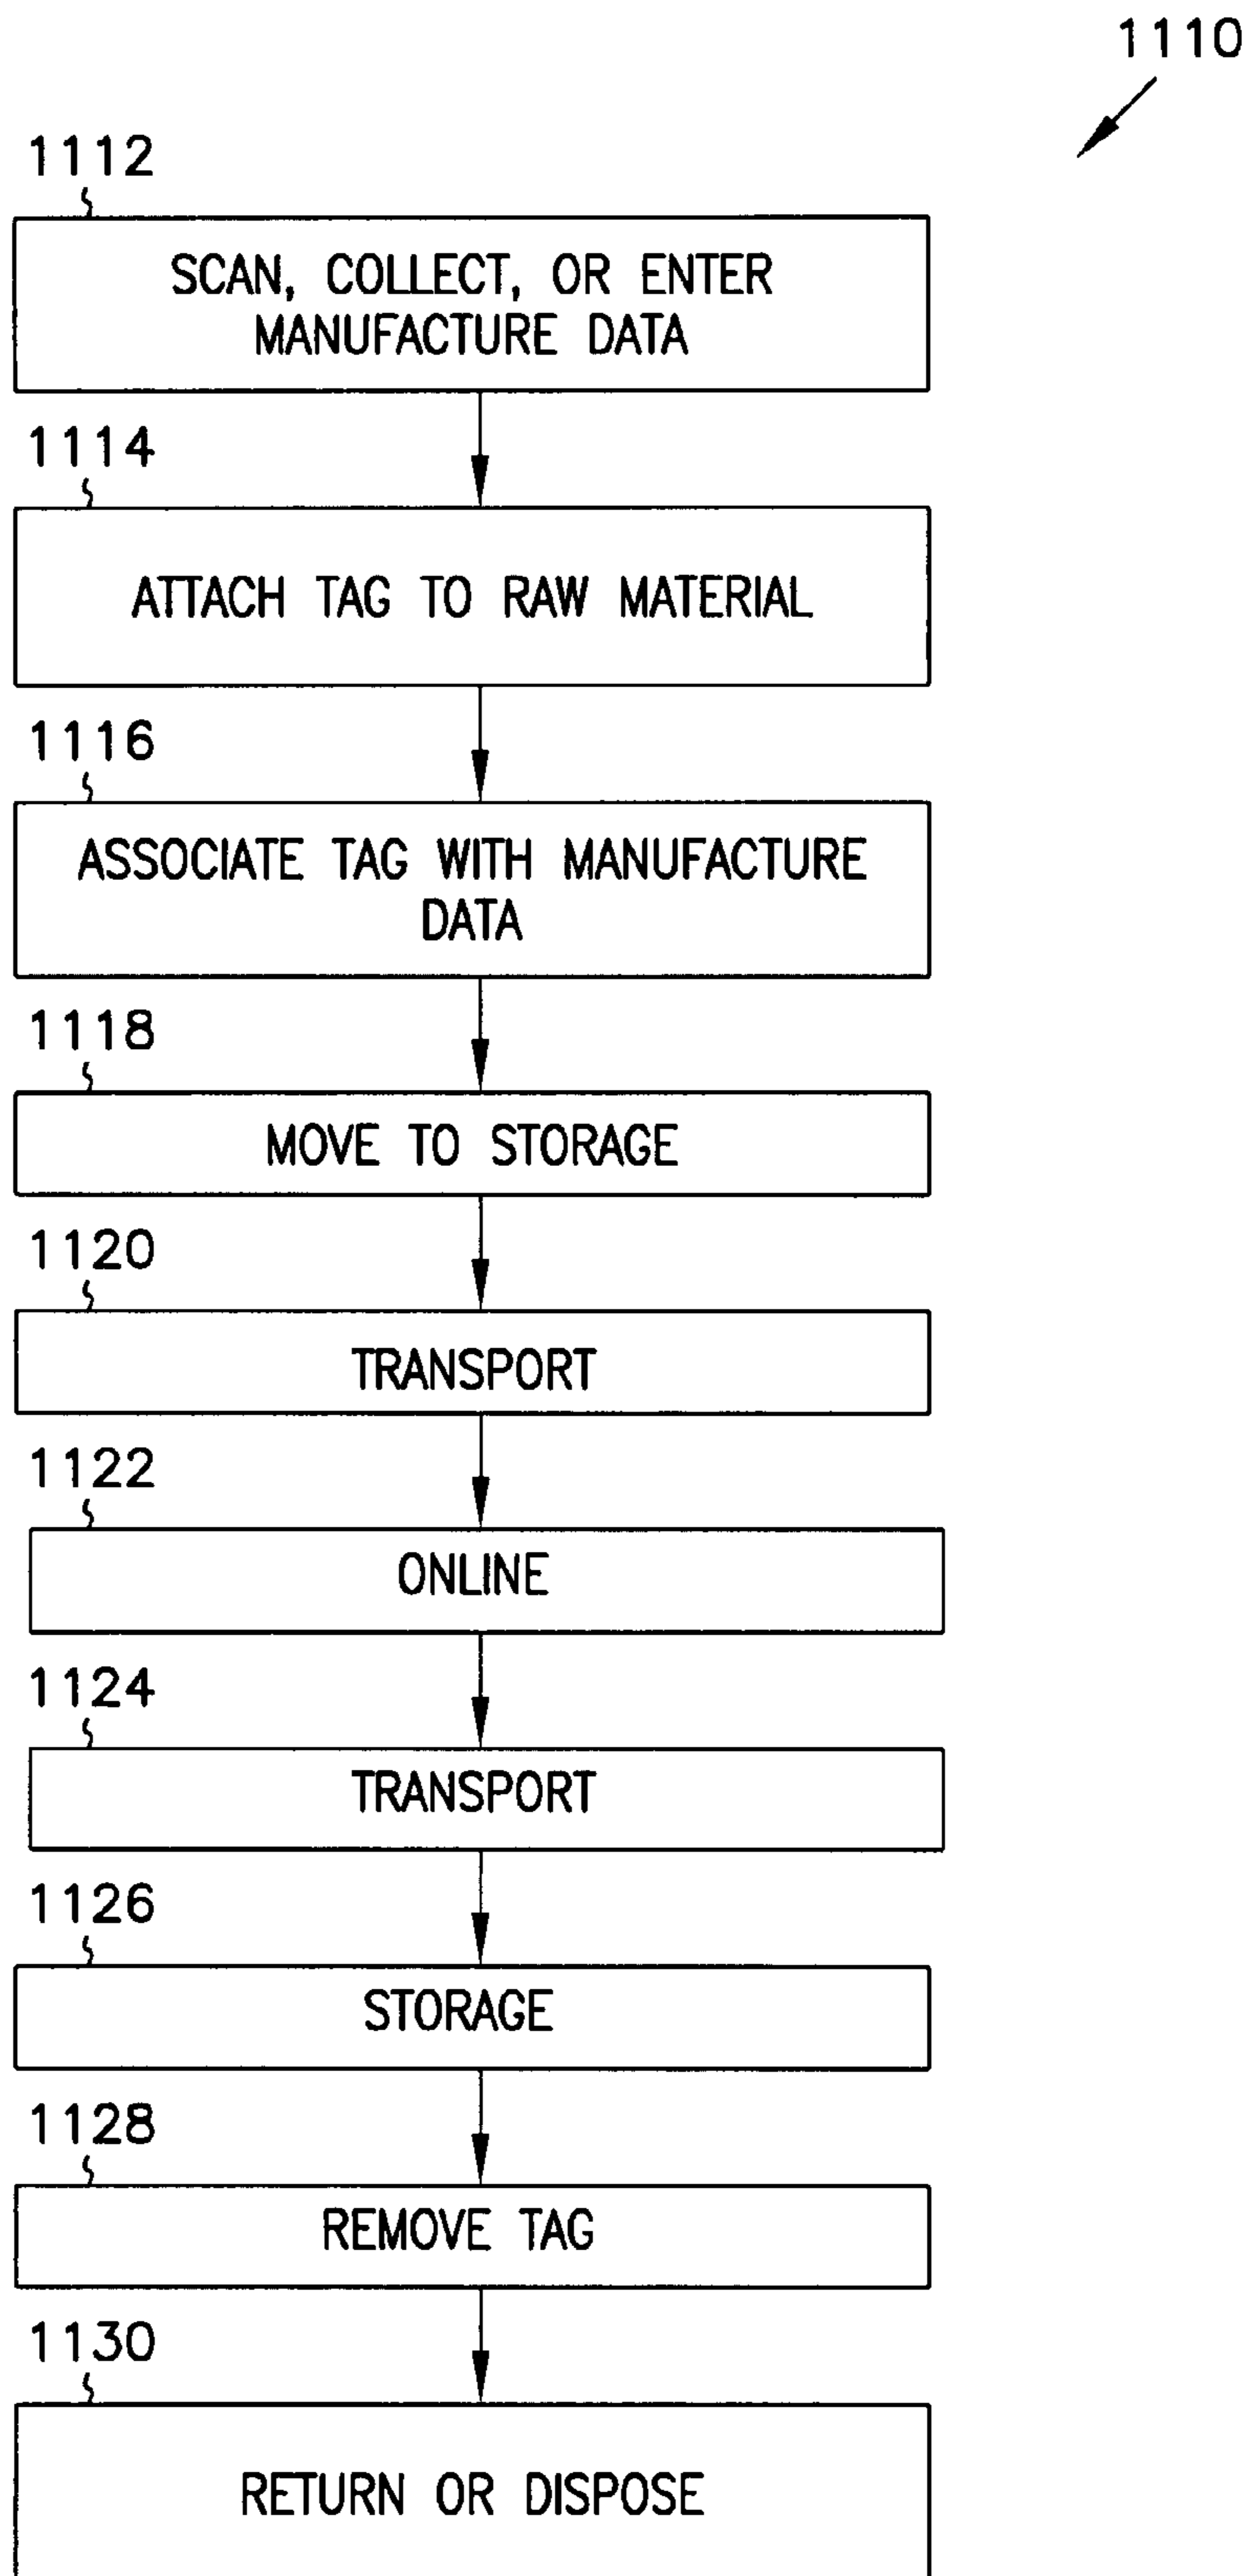 1110
1112
SCAN, COLLECT, OR ENTER
MANUFACTURE DATA
1114
ATTACH TAG TO RAW MATERIAL
1116
ASSOCIATE TAG WITH MANUFACTURE
DATA
1118
MOVE TO STORAGE
1120
TRANSPORT
1122
ONLINE
1124
TRANSPORT
1126
STORAGE
1128
REMOVE TAG
1130
RETURN OR DISPOSE